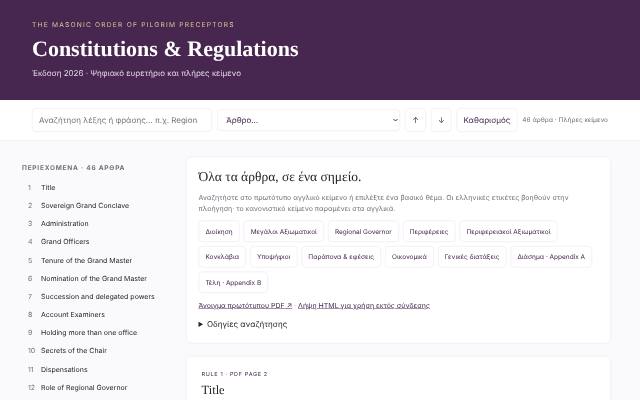 THE MASONIC ORDER OF PILGRIM PRECEPTORS
Constitutions & Regulations
Έκδοση 2026 · Ψηφιακό ευρετήριο και πλήρες κείμενο
Αναζήτηση λέξης ή φράσης... π.χ. Region
Άρθρο...
↑
↓
Καθαρισμός
46 άρθρα · Πλήρες κείμενο
ΠΕΡΙΕΧΟΜΕΝΑ · 46 ΑΡΘΡΑ
1 Title
2 Sovereign Grand Conclave
3 Administration
4 Grand Officers
5 Tenure of the Grand Master
6 Nomination of the Grand Master
7 Succession and delegated powers
8 Account Examiners
9 Holding more than one office
10 Secrets of the Chair
11 Dispensations
12 Role of Regional Governor
Όλα τα άρθρα, σε ένα σημείο.
Αναζητήστε στο πρωτότυπο αγγλικό κείμενο ή επιλέξτε ένα βασικό θέμα. Οι ελληνικές ετικέτες βοηθούν στην
πλοήγηση· το κανονιστικό κείμενο παραμένει στα αγγλικά.
Διοίκηση
Μεγάλοι Αξιωματικοί
Regional Governor
Περιφέρειες
Περιφερειακοί Αξιωματικοί
Κονκλάβια
Υποψήφιοι
Παράπονα & εφέσεις
Οικονομικά
Γενικές διατάξεις
Διάσημα · Appendix A
Τέλη · Appendix B
Άνοιγμα πρωτότυπου PDF ↗ · Λήψη HTML για χρήση εκτός σύνδεσης
▶ Οδηγίες αναζήτησης
RULE 1 · PDF PAGE 2
Title